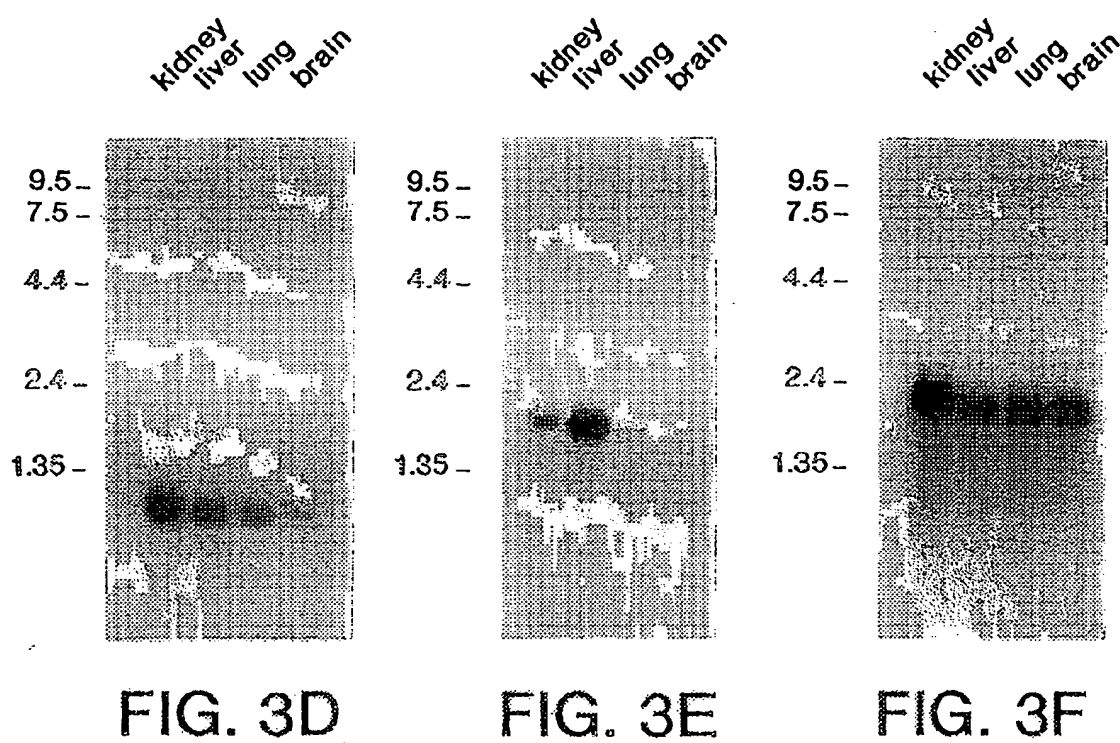 kidney liver lung brain
9.5 –
7.5 –
4.4 –
2.4 –
1.35 –
FIG. 3D
kidney liver lung brain
9.5 –
7.5 –
4.4 –
2.4 –
1.35 –
FIG. 3E
kidney liver lung brain
9.5 –
7.5 –
4.4 –
2.4 –
1.35 –
FIG. 3F